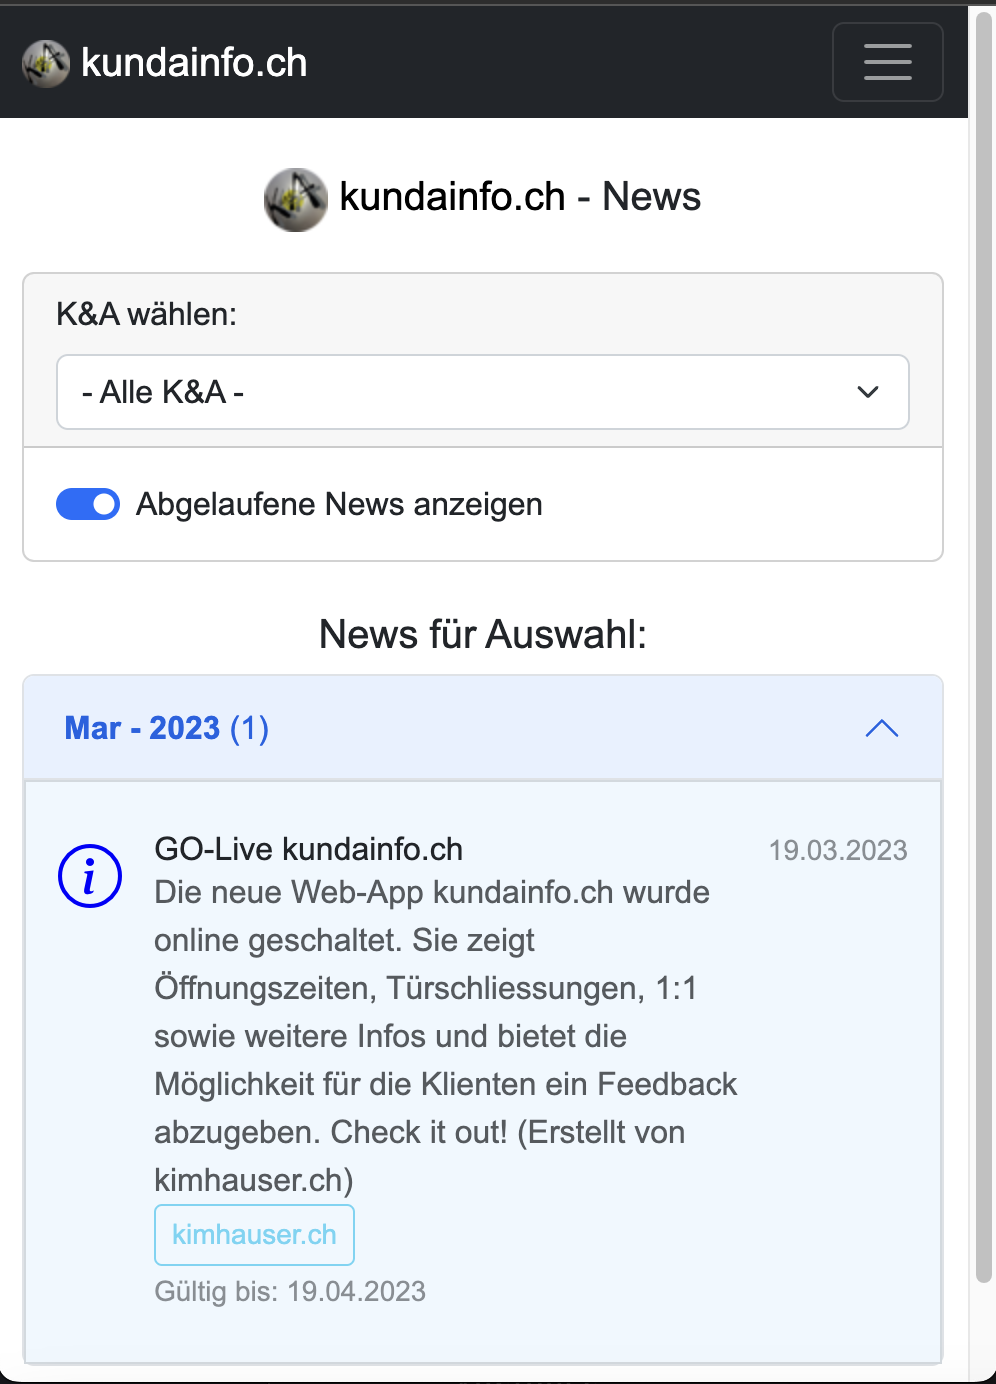 kundainfo.ch
kundainfo.ch - News
K&A wählen:
- Alle K&A -
Abgelaufene News anzeigen
News für Auswahl:
Mar - 2023 (1)
GO-Live kundainfo.ch
19.03.2023
Die neue Web-App kundainfo.ch wurde
online geschaltet. Sie zeigt
Öffnungszeiten, Türschliessungen, 1:1
sowie weitere Infos und bietet die
Möglichkeit für die Klienten ein Feedback
abzugeben. Check it out! (Erstellt von
kimhauser.ch)
kimhauser.ch
Gültig bis: 19.04.2023